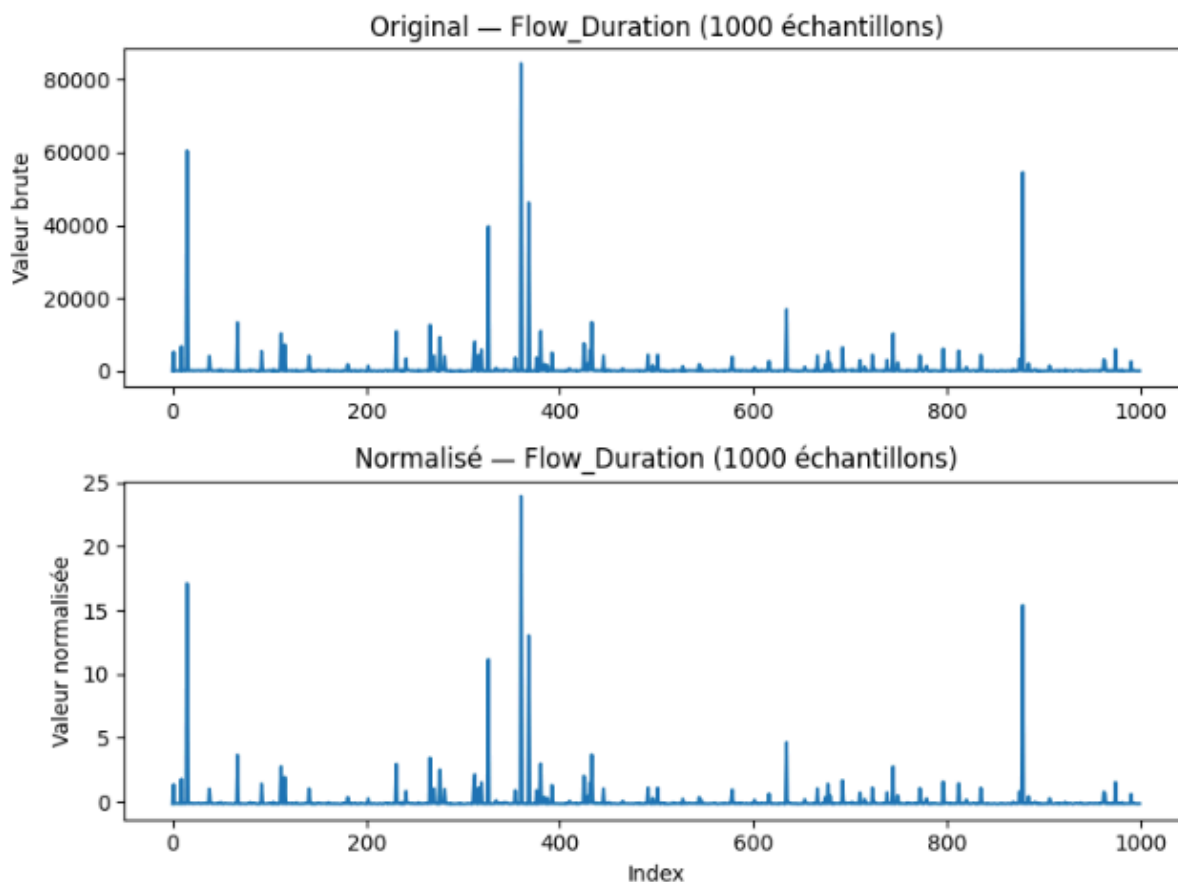 Original — Flow_Duration (1000 échantillons)
Valeur brute
80000
60000
40000
20000
0
0 200 400 600 800 1000
Normalisé — Flow_Duration (1000 échantillons)
Valeur normalisée
25
20
15
10
5
0
0 200 400 600 800 1000
Index